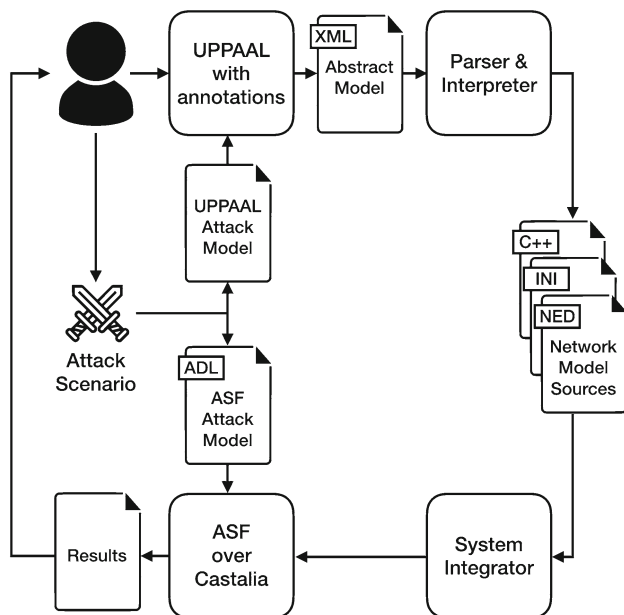 UPPAAL
with
annotations
XML
Abstract
Model
Parser &
Interpreter
UPPAAL
Attack
Model
C++
INI
NED
Network
Model
Sources
Attack
Scenario
ADL
ASF
Attack
Model
Results
ASF
over
Castalia
System
Integrator